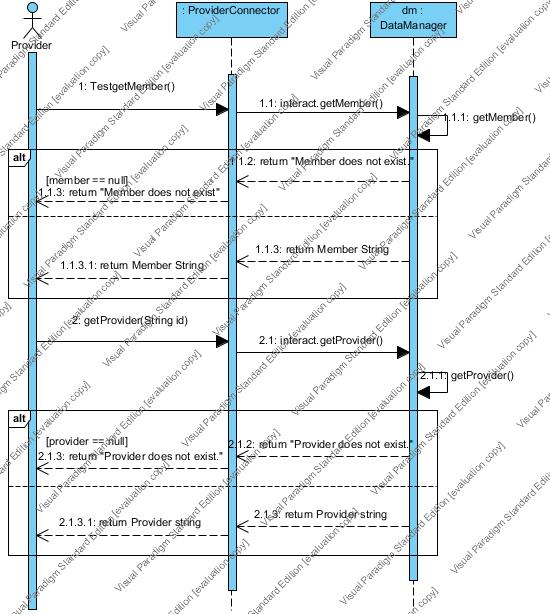 : ProviderConnector
dm :
DataManager
Provider
1: TestgetMember()
1.1: interact.getMember()
1.1.1: getMember()
alt
1.1.2: return "Member does not exist."
[member == null]
1.1.3: return "Member does not exist"
1.1.3: return Member String
1.1.3.1: return Member String
2: getProvider(String id)
2.1: interact.getProvider()
2.1.1: getProvider()
alt
[provider == null]
2.1.2: return "Provider does not exist."
2.1.3: return "Provider does not exist."
2.1.3: return Provider string
2.1.3.1: return Provider string
Visual Paradigm Standard Edition [evaluation copy]